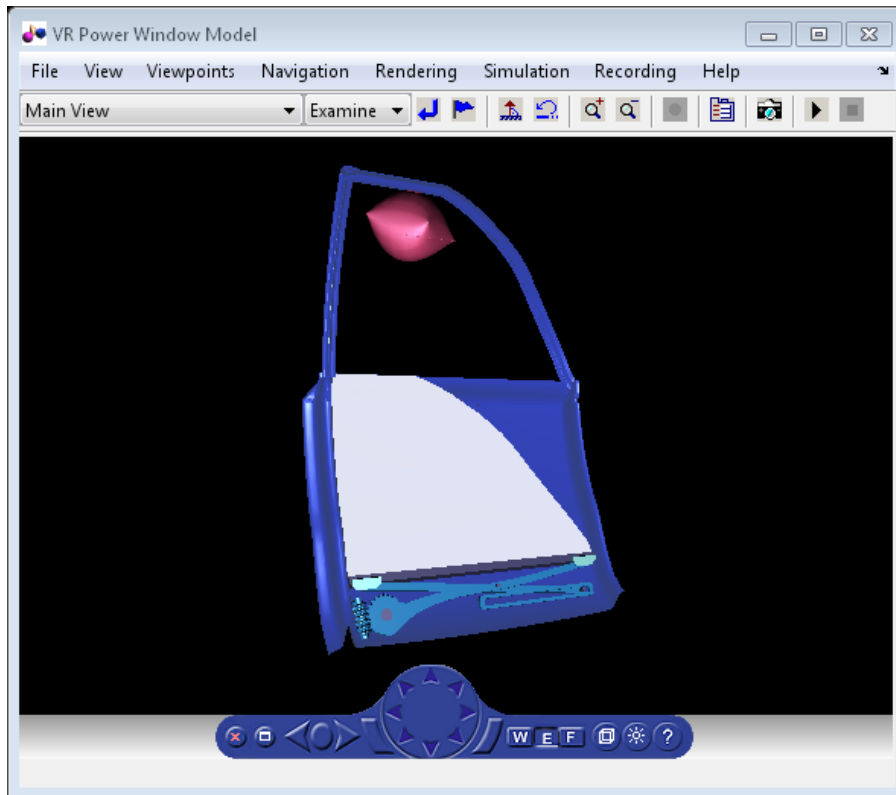 VR Power Window Model
File View Viewpoints Navigation Rendering Simulation Recording Help
Main View Examine
W E F ?